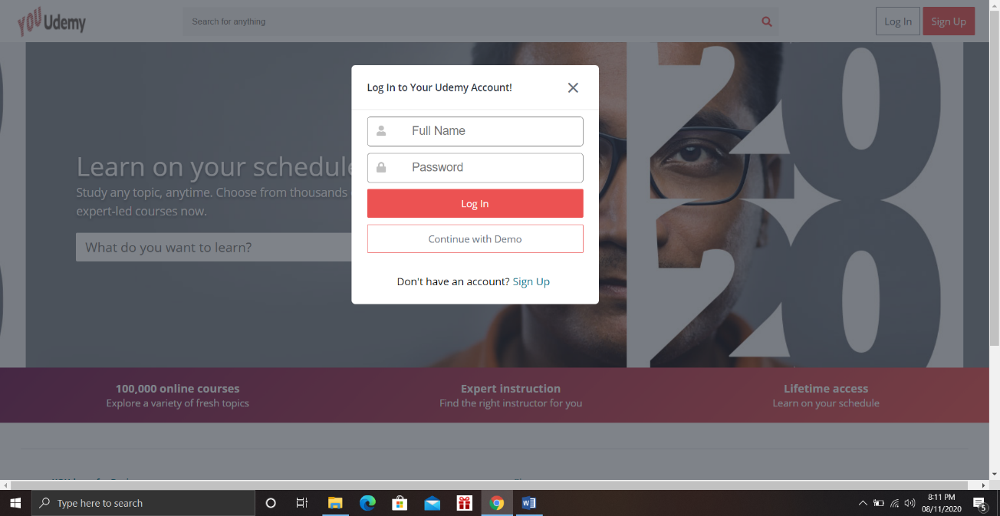 YOU Udemy
Search for anything
Log In
Sign Up
Log In to Your Udemy Account!
Full Name
Password
Log In
Continue with Demo
Don't have an account? Sign Up
Learn on your schedule
Study any topic, anytime. Choose from thousands
expert-led courses now.
What do you want to learn?
2020
2020
100,000 online courses
Explore a variety of fresh topics
Expert instruction
Find the right instructor for you
Lifetime access
Learn on your schedule
Type here to search
8:11 PM
08/11/2020
5